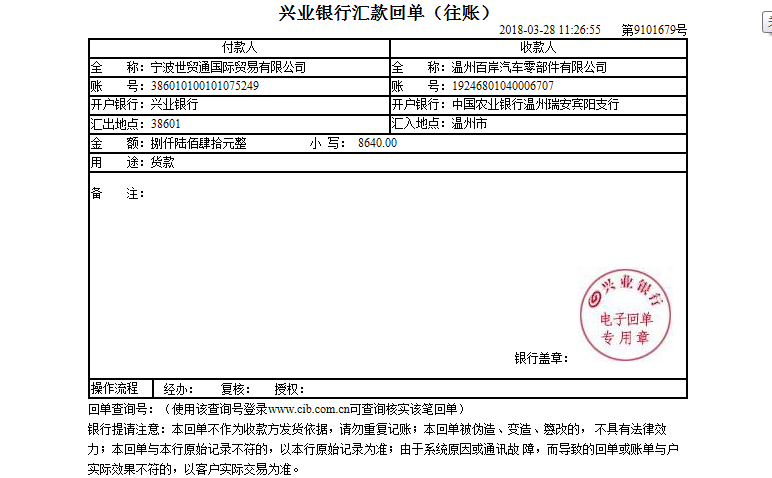 兴业银行汇款回单（往账）
2018-03-28 11:26:55 第9101679号
付款人 收款人
全 称：宁波世贸通国际贸易有限公司 全 称：温州百岸汽车零部件有限公司
账 号：386010100101075249 账 号：19246801040006707
开户银行：兴业银行 开户银行：中国农业银行温州瑞安宾阳支行
汇出地点：38601 汇入地点：温州市
金 额：捌仟陆佰肆拾元整 小 写： 8640.00
用 途：货款
备 注：
兴业银行
电子回单
专用章
银行盖章：
操作流程 经办： 复核： 授权：
回单查询号：（使用该查询号登录www.cib.com.cn可查询核实该笔回单）
银行提请注意：本回单不作为收款方发货依据，请勿重复记账；本回单被伪造、变造、篡改的， 不具有法律效
力；本回单与本行原始记录不符的，以本行原始记录为准；由于系统原因或通讯故 障，而导致的回单或账单与户
实际效果不符的，以客户实际交易为准。